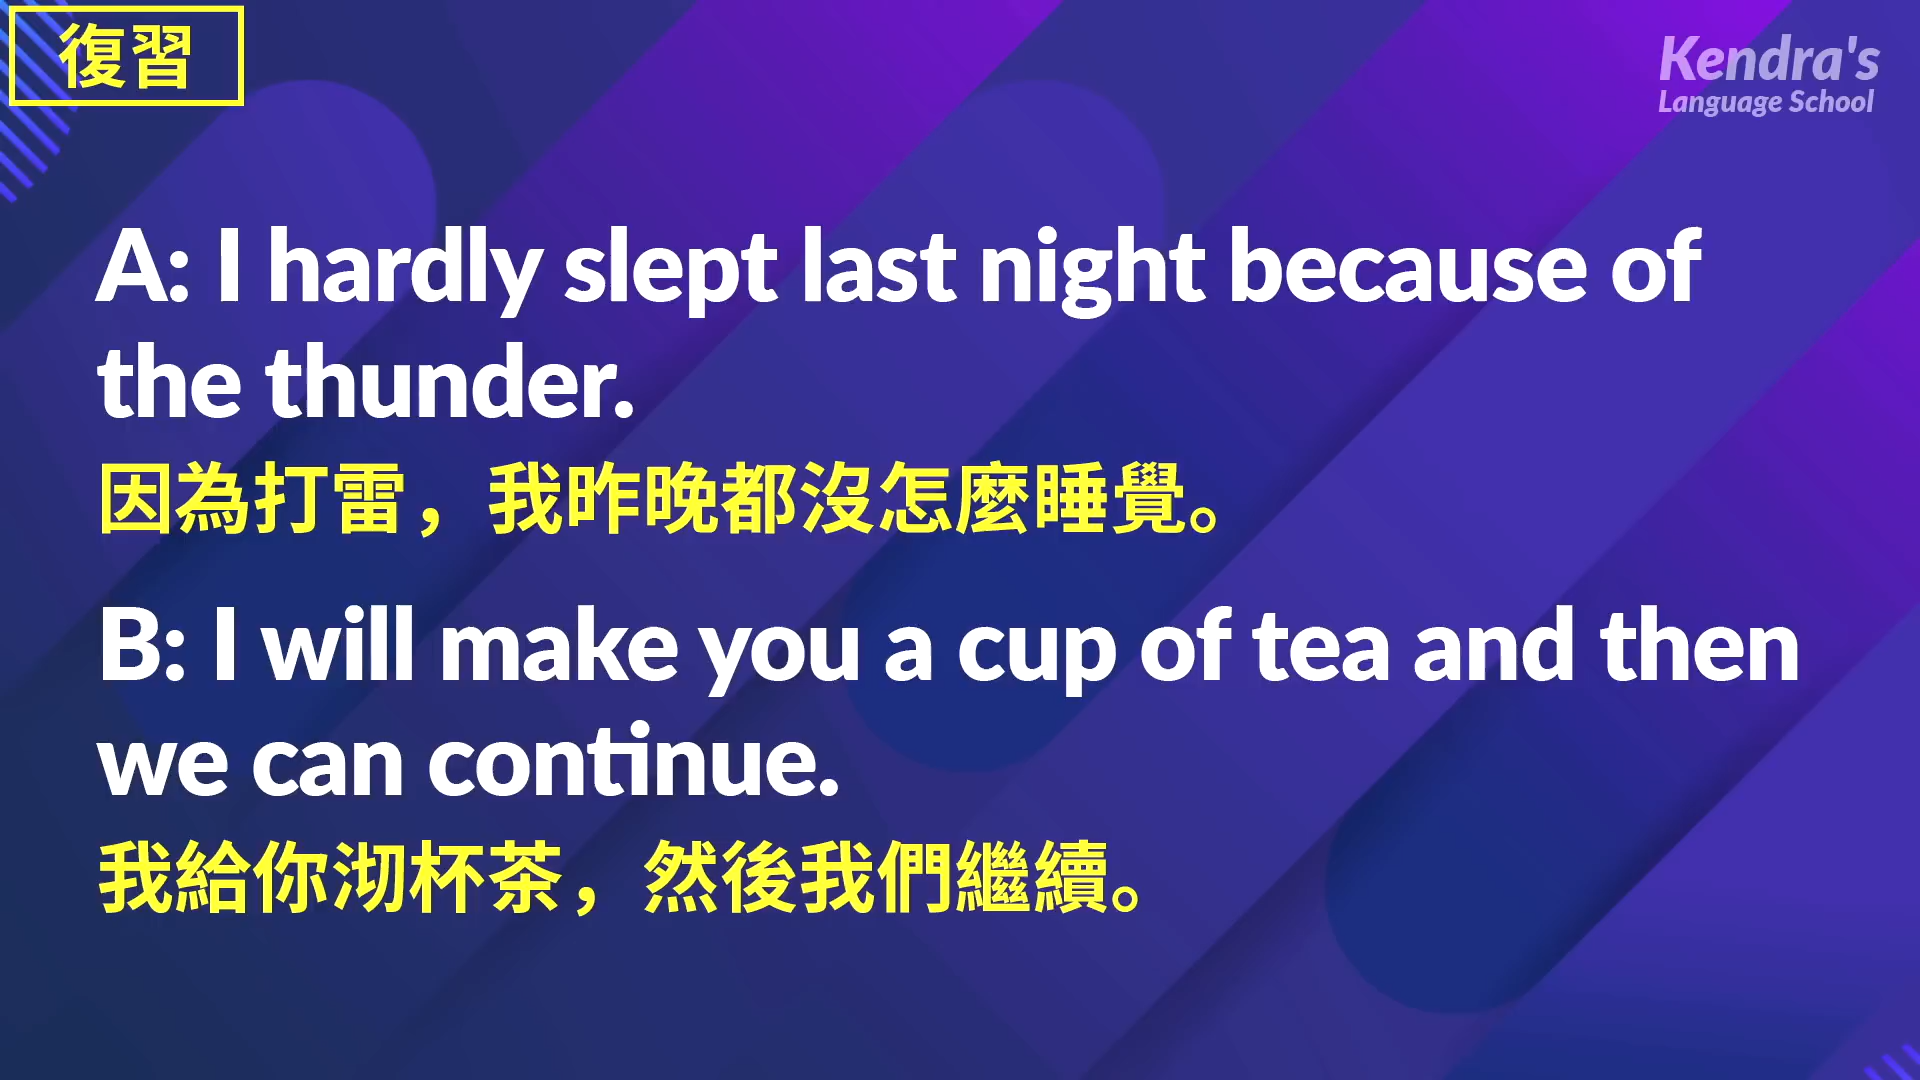 復習
Kendra's
Language School
A: I hardly slept last night because of
the thunder.
因為打雷，我昨晚都沒怎麼睡覺。
B: I will make you a cup of tea and then
we can continue.
我給你沏杯茶，然後我們繼續。